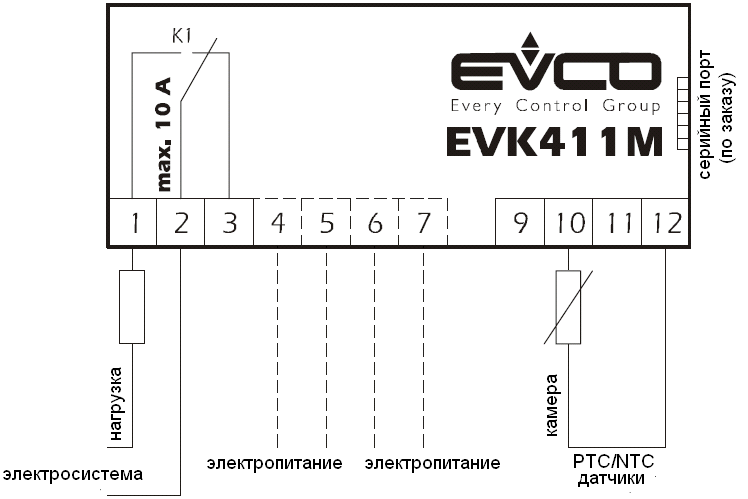 K1
max. 10 A
EVCO
Every Control Group
EVK411M
серийный порт
(по заказу)
1 2 3 4 5 6 7 9 10 11 12
нагрузка
камера
электросистема
электропитание
электропитание
PTC/NTC
датчики